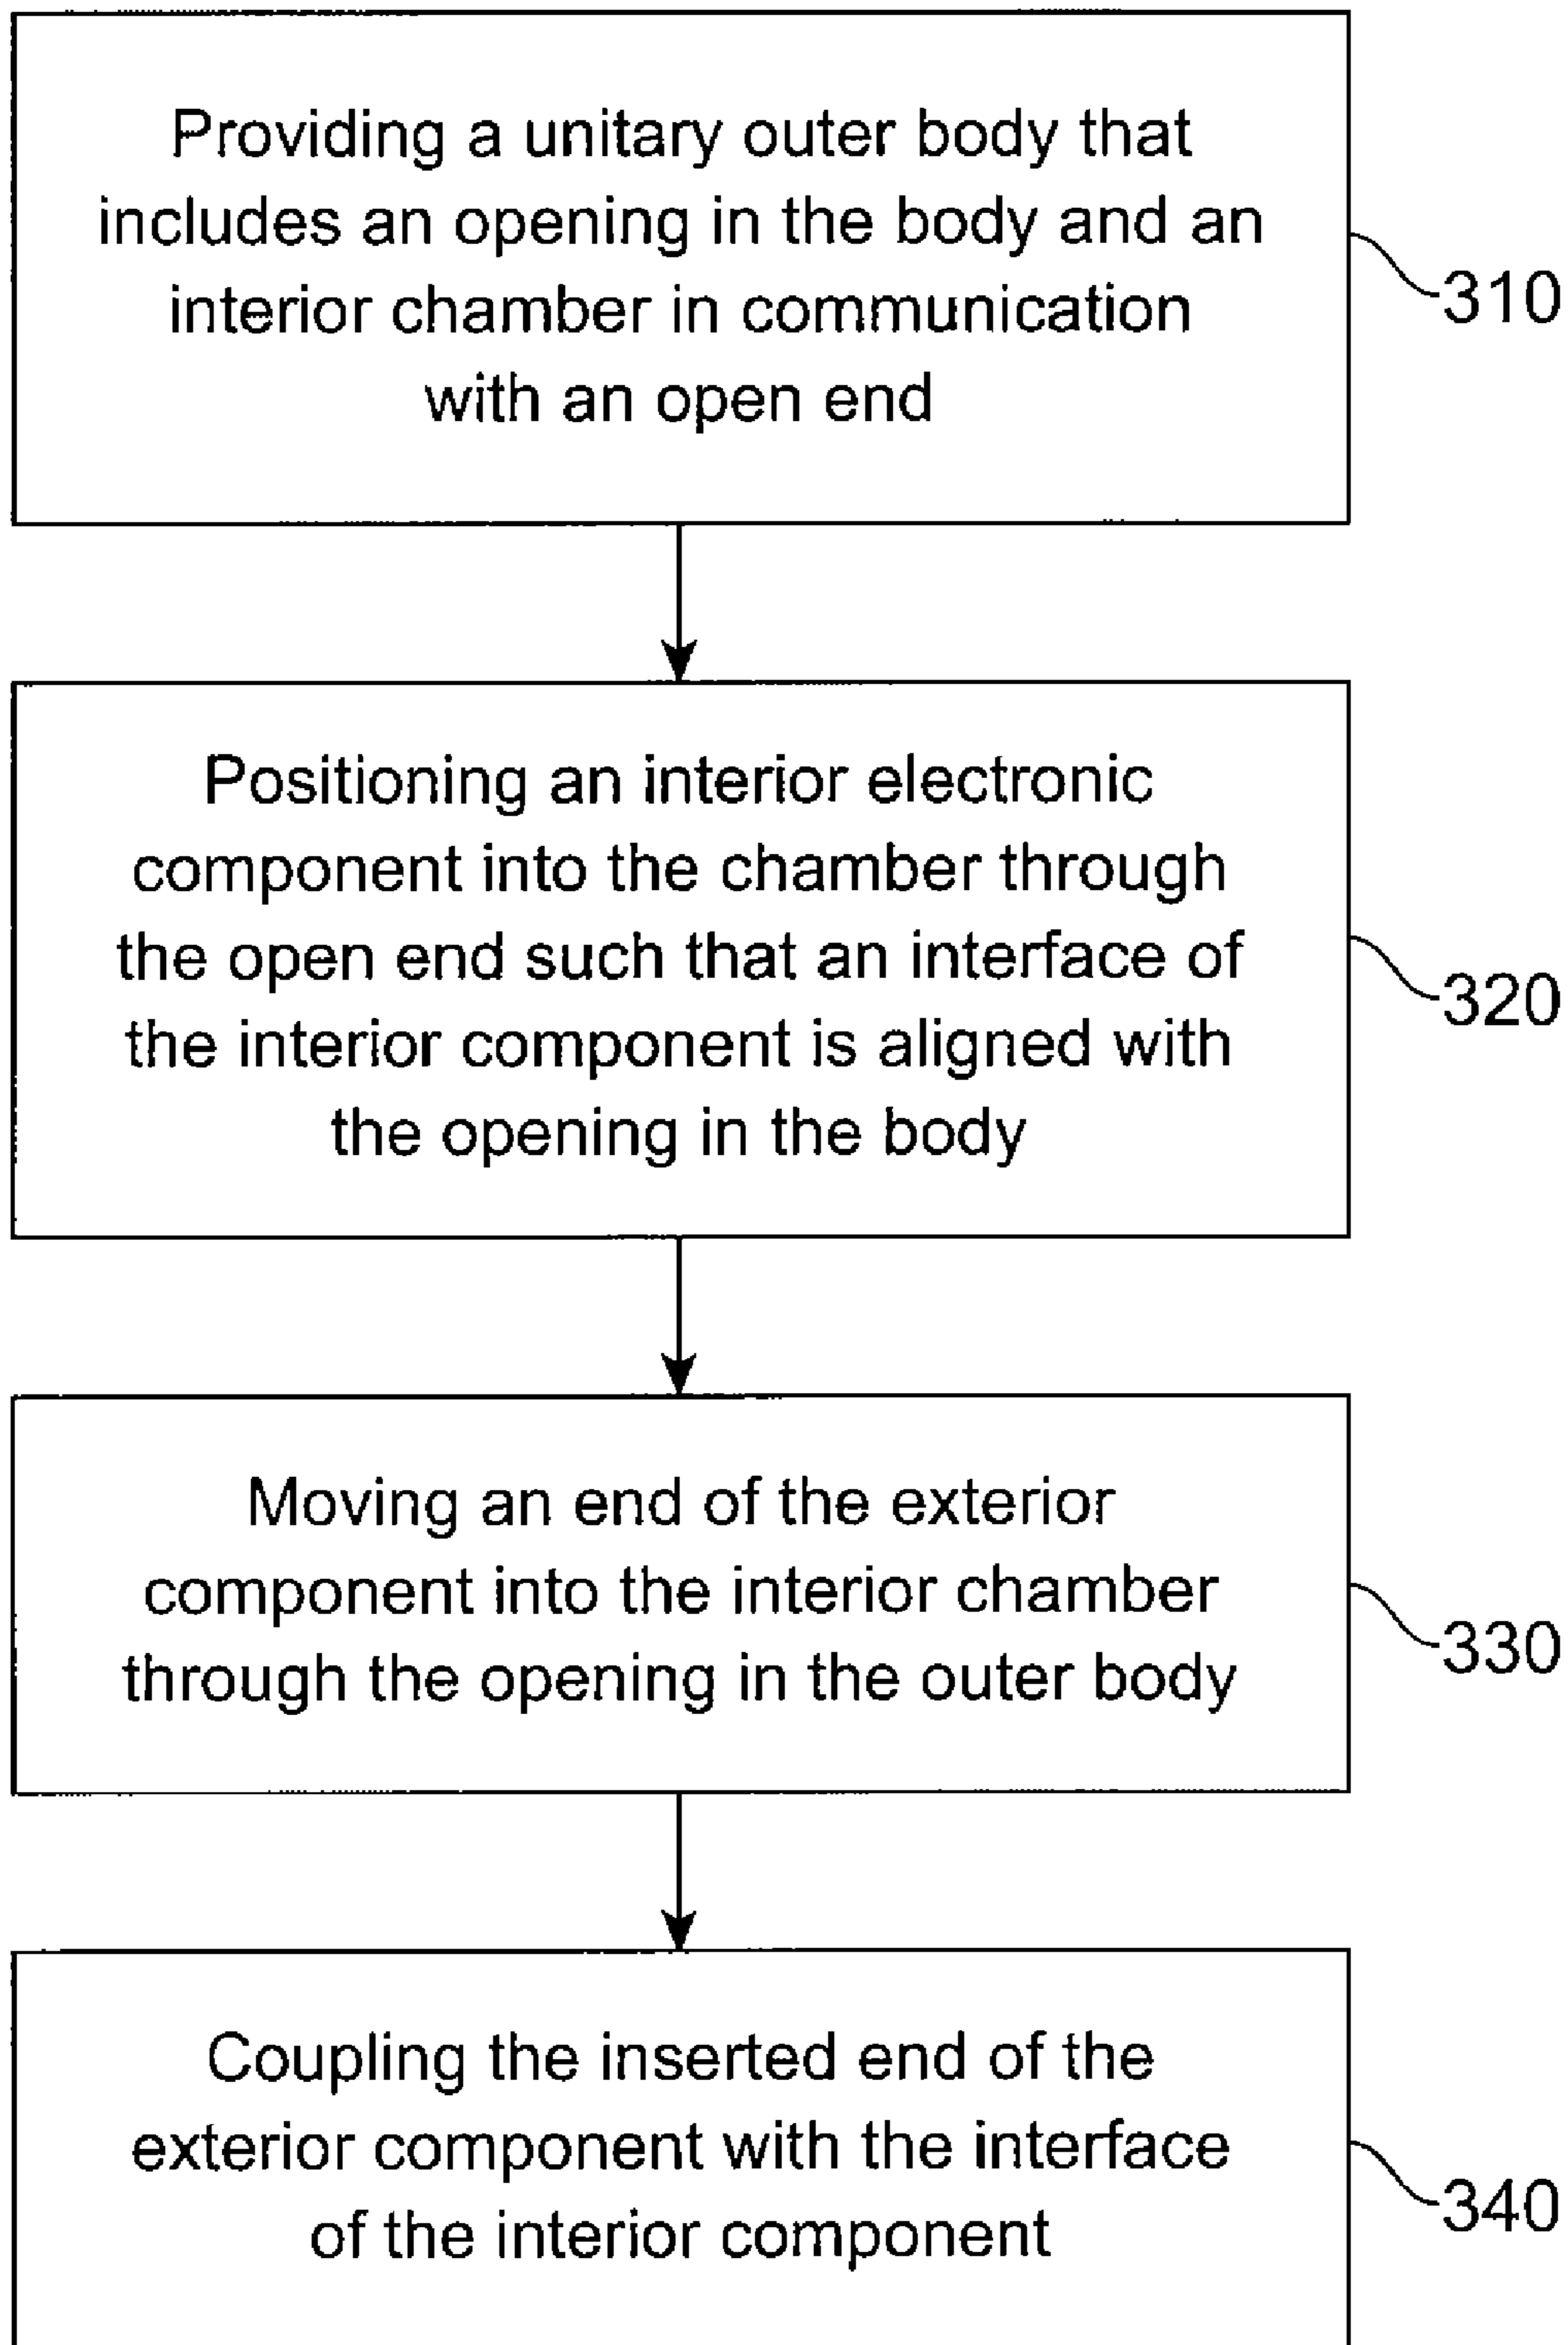 Providing a unitary outer body that
includes an opening in the body and an
interior chamber in communication
with an open end
310
Positioning an interior electronic
component into the chamber through
the open end such that an interface of
the interior component is aligned with
the opening in the body
320
Moving an end of the exterior
component into the interior chamber
through the opening in the outer body
330
Coupling the inserted end of the
exterior component with the interface
of the interior component
340